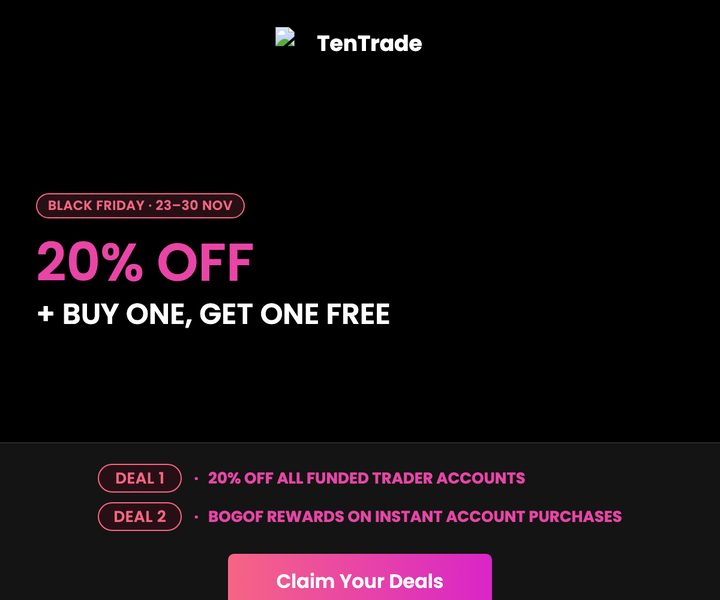 TenTrade
BLACK FRIDAY · 23–30 NOV
20% OFF
+ BUY ONE, GET ONE FREE
DEAL 1 · 20% OFF ALL FUNDED TRADER ACCOUNTS
DEAL 2 · BOGOF REWARDS ON INSTANT ACCOUNT PURCHASES
Claim Your Deals